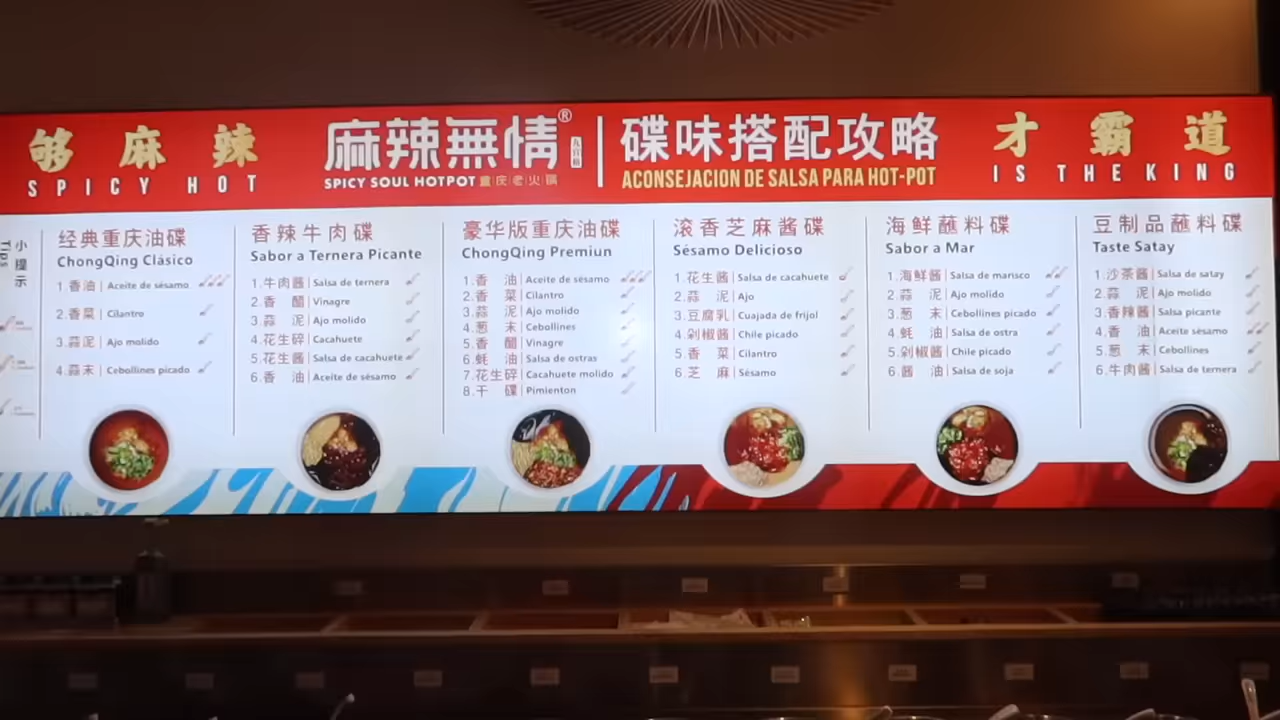 够麻辣
SPICY HOT
麻辣無情®
九宫格
SPICY SOUL HOTPOT 重庆老火锅
碟味搭配攻略
ACONSEJACION DE SALSA PARA HOT-POT
才霸道
IS THE KING
小提示
Tips
经典重庆油碟
ChongQing Clásico
1.香油 Aceite de sésamo
2.香菜 Cilantro
3.蒜泥 Ajo molido
4.蒜末 Cebollines picado
香辣牛肉碟
Sabor a Ternera Picante
1.牛肉酱 Salsa de ternera
2.香 醋 Vinagre
3.蒜 泥 Ajo molido
4.花生碎 Cacahuete
5.花生酱 Salsa de cacahuete
6.香 油 Aceite de sésamo
豪华版重庆油碟
ChongQing Premiun
1.香 油 Aceite de sésamo
2.香 菜 Cilantro
3.蒜 泥 Ajo molido
4.葱 末 Cebollines
5.香 醋 Vinagre
6.蚝 油 Salsa de ostras
7.花生碎 Cacahuete molido
8.干 碟 Pimienton
滚香芝麻酱碟
Sésamo Delicioso
1.花生酱 Salsa de cacahuete
2.蒜 泥 Ajo
3.豆腐乳 Cuajada de frijol
4.剁椒酱 Chile picado
5 香 菜 Cilantro
6.芝 麻 Sésamo
海鲜蘸料碟
Sabor a Mar
1.海鲜酱 Salsa de marisco
2.蒜 泥 Ajo molido
3.葱 末 Cebollines picado
4.蚝 油 Salsa de ostra
5.剁椒酱 Chile picado
6.酱 油 Salsa de soja
豆制品蘸料碟
Taste Satay
1.沙茶酱 Salsa de satay
2.蒜 泥 Ajo molido
3.香辣酱 Salsa picante
4.香 油 Aceite sésamo
5.葱 末 Cebollines
6.牛肉酱 Salsa de ternera